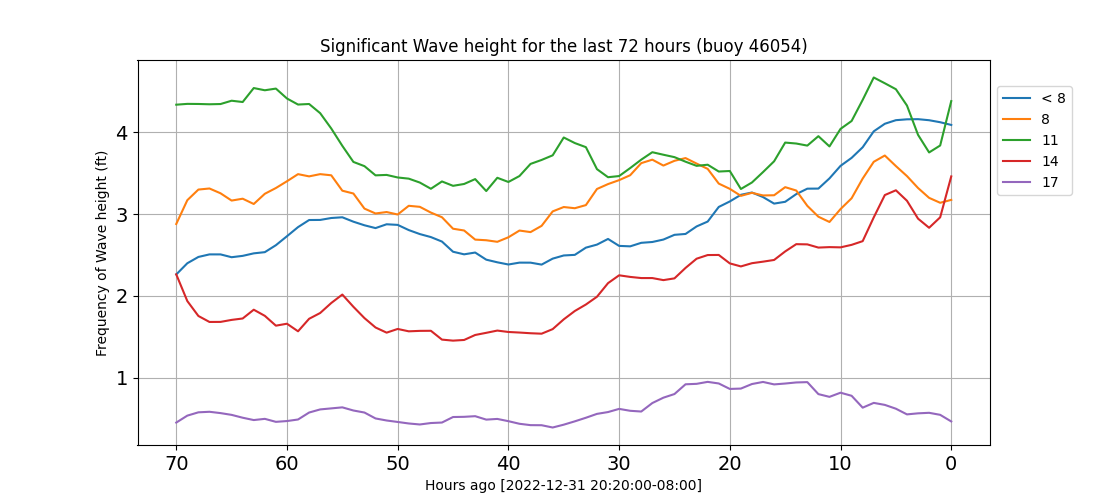 Significant Wave height for the last 72 hours (buoy 46054)
Frequency of Wave height (ft)
4
3
2
1
70 60 50 40 30 20 10 0
Hours ago [2022-12-31 20:20:00-08:00]
< 8
8
11
14
17